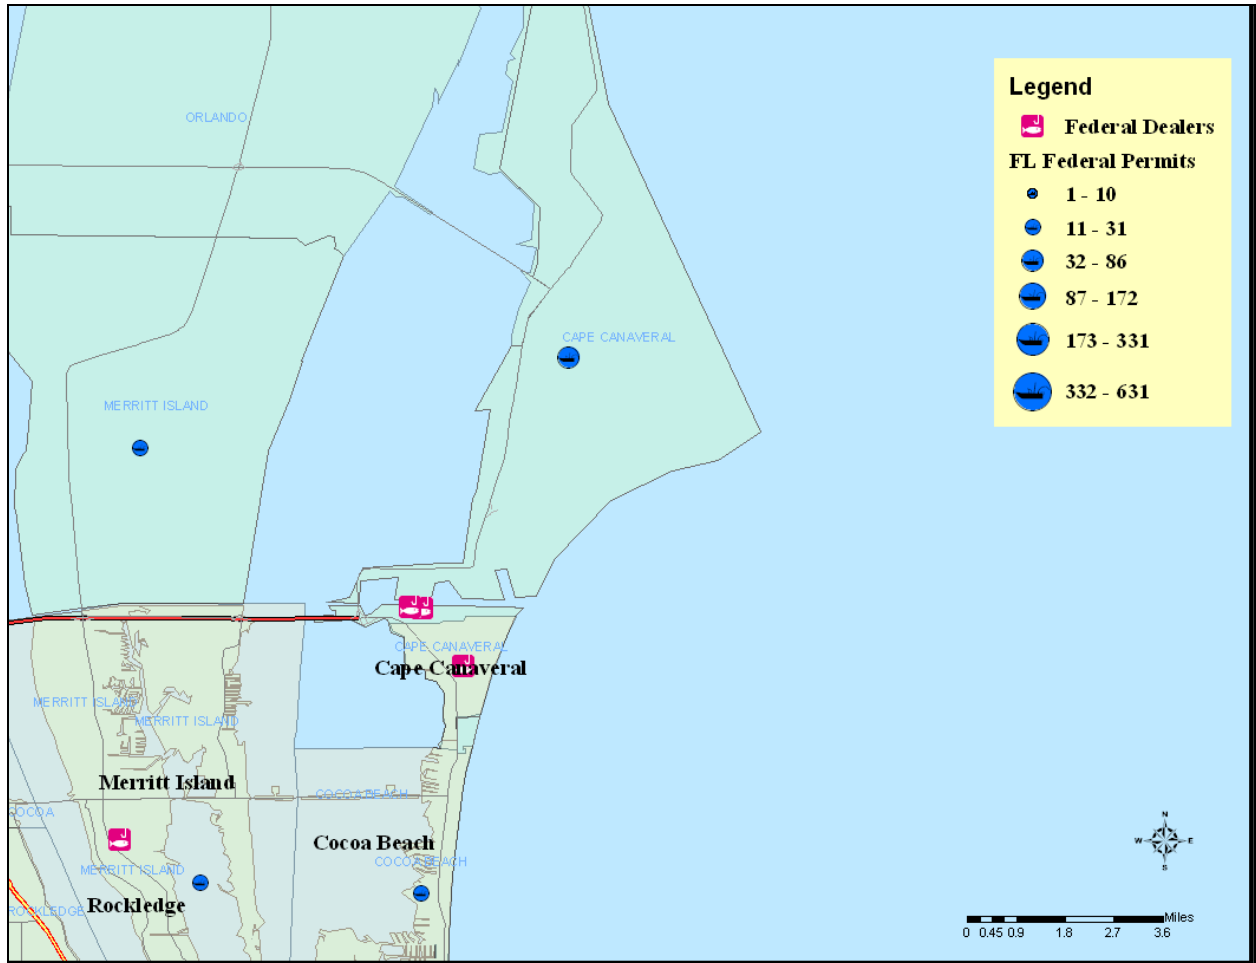 Legend
Federal Dealers
FL Federal Permits
1 - 10
11 - 31
32 - 86
87 - 172
173 - 331
332 - 631
ORLANDO
CAPE CANAVERAL
MERRITT ISLAND
CAPE CANAVERAL
Cape Canaveral
MERRITT ISLAND
MERRITT ISLAND
Merritt Island
COCOA BEACH
COCOA
Cocoa Beach
COCOA BEACH
MERRITT ISLAND
Rockledge
ROCKLEDGE
N
W E
S
Miles
0 0.45 0.9 1.8 2.7 3.6